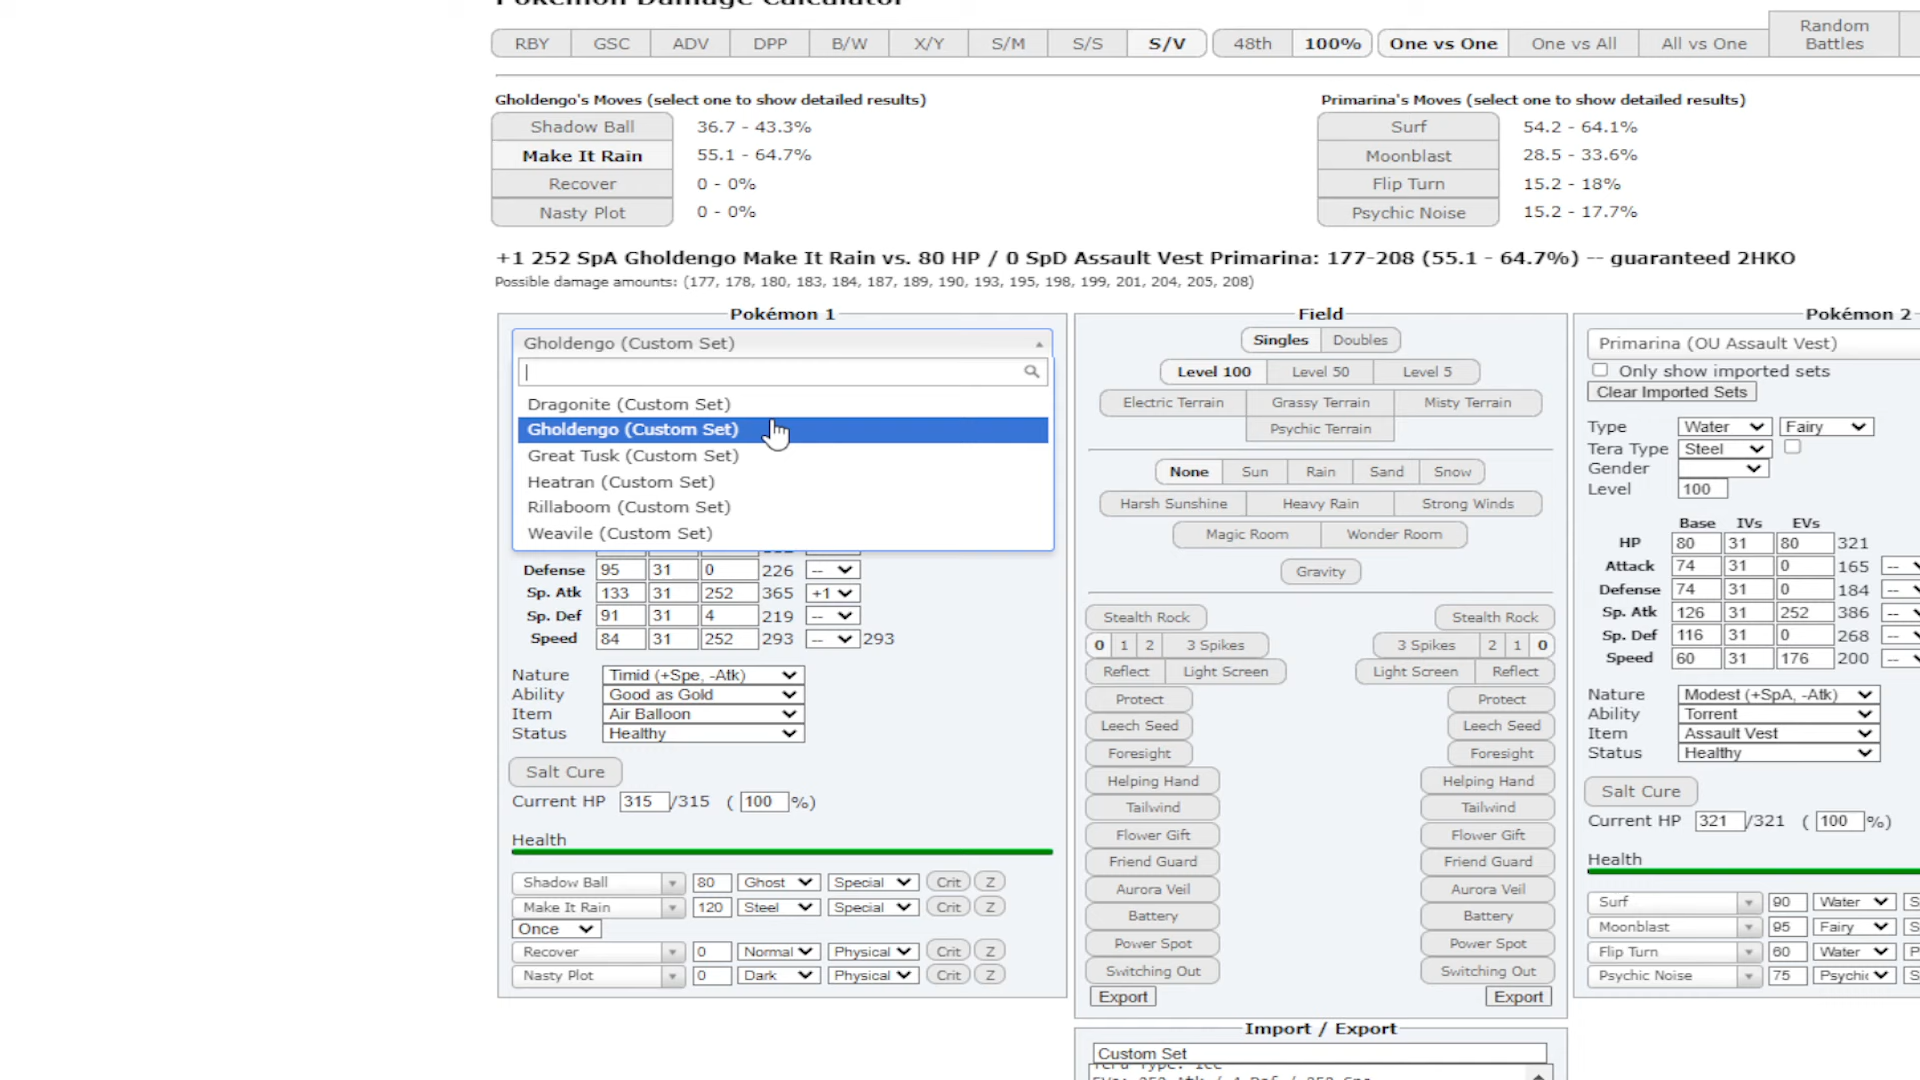 Pokémon Damage Calculator
RBY GSC ADV DPP B/W X/Y S/M S/S S/V 48th 100% One vs One One vs All All vs One Random Battles
Gholdengo's Moves (select one to show detailed results)
Shadow Ball 36.7 - 43.3%
Make It Rain 55.1 - 64.7%
Recover 0 - 0%
Nasty Plot 0 - 0%
Primarina's Moves (select one to show detailed results)
Surf 54.2 - 64.1%
Moonblast 28.5 - 33.6%
Flip Turn 15.2 - 18%
Psychic Noise 15.2 - 17.7%
+1 252 SpA Gholdengo Make It Rain vs. 80 HP / 0 SpD Assault Vest Primarina: 177-208 (55.1 - 64.7%) -- guaranteed 2HKO
Possible damage amounts: (177, 178, 180, 183, 184, 187, 189, 190, 193, 195, 198, 199, 201, 204, 205, 208)
Pokémon 1
Gholdengo (Custom Set)
Dragonite (Custom Set)
Gholdengo (Custom Set)
Great Tusk (Custom Set)
Heatran (Custom Set)
Rillaboom (Custom Set)
Weavile (Custom Set)
Defense 95 31 0 226 --
Sp. Atk 133 31 252 365 +1
Sp. Def 91 31 4 219 --
Speed 84 31 252 293 -- 293
Nature Timid (+Spe, -Atk)
Ability Good as Gold
Item Air Balloon
Status Healthy
Salt Cure
Current HP 315 /315 ( 100 %)
Health
Shadow Ball 80 Ghost Special Crit Z
Make It Rain 120 Steel Special Crit Z
Once
Recover 0 Normal Physical Crit Z
Nasty Plot 0 Dark Physical Crit Z
Field
Singles Doubles
Level 100 Level 50 Level 5
Electric Terrain Grassy Terrain Misty Terrain
Psychic Terrain
None Sun Rain Sand Snow
Harsh Sunshine Heavy Rain Strong Winds
Magic Room Wonder Room
Gravity
Stealth Rock Stealth Rock
0 1 2 3 Spikes 3 Spikes 2 1 0
Reflect Light Screen Light Screen Reflect
Protect Protect
Leech Seed Leech Seed
Foresight Foresight
Helping Hand Helping Hand
Tailwind Tailwind
Flower Gift Flower Gift
Friend Guard Friend Guard
Aurora Veil Aurora Veil
Battery Battery
Power Spot Power Spot
Switching Out Switching Out
Export Export
Import / Export
Custom Set
Tera Type: Ice
EVs: 252 Atk / 4 Def / 252 Spe
Pokémon 2
Primarina (OU Assault Vest)
Only show imported sets
Clear Imported Sets
Type Water Fairy
Tera Type Steel
Gender
Level 100
Base IVs EVs
HP 80 31 80 321
Attack 74 31 0 165 --
Defense 74 31 0 184 --
Sp. Atk 126 31 252 386 --
Sp. Def 116 31 0 268 --
Speed 60 31 176 200 --
Nature Modest (+SpA, -Atk)
Ability Torrent
Item Assault Vest
Status Healthy
Salt Cure
Current HP 321 /321 ( 100 %)
Health
Surf 90 Water
Moonblast 95 Fairy
Flip Turn 60 Water
Psychic Noise 75 Psychic